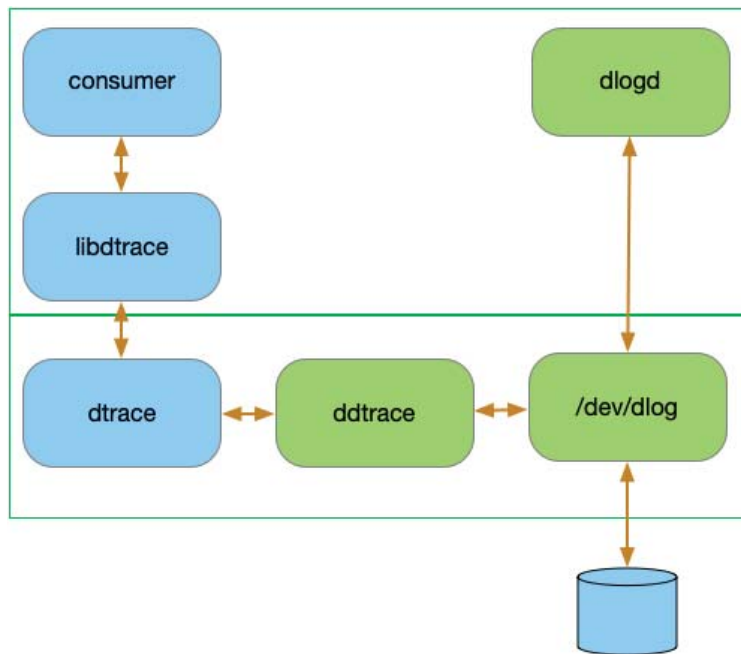 consumer
dlogd
libdtrace
dtrace
ddtrace
/dev/dlog